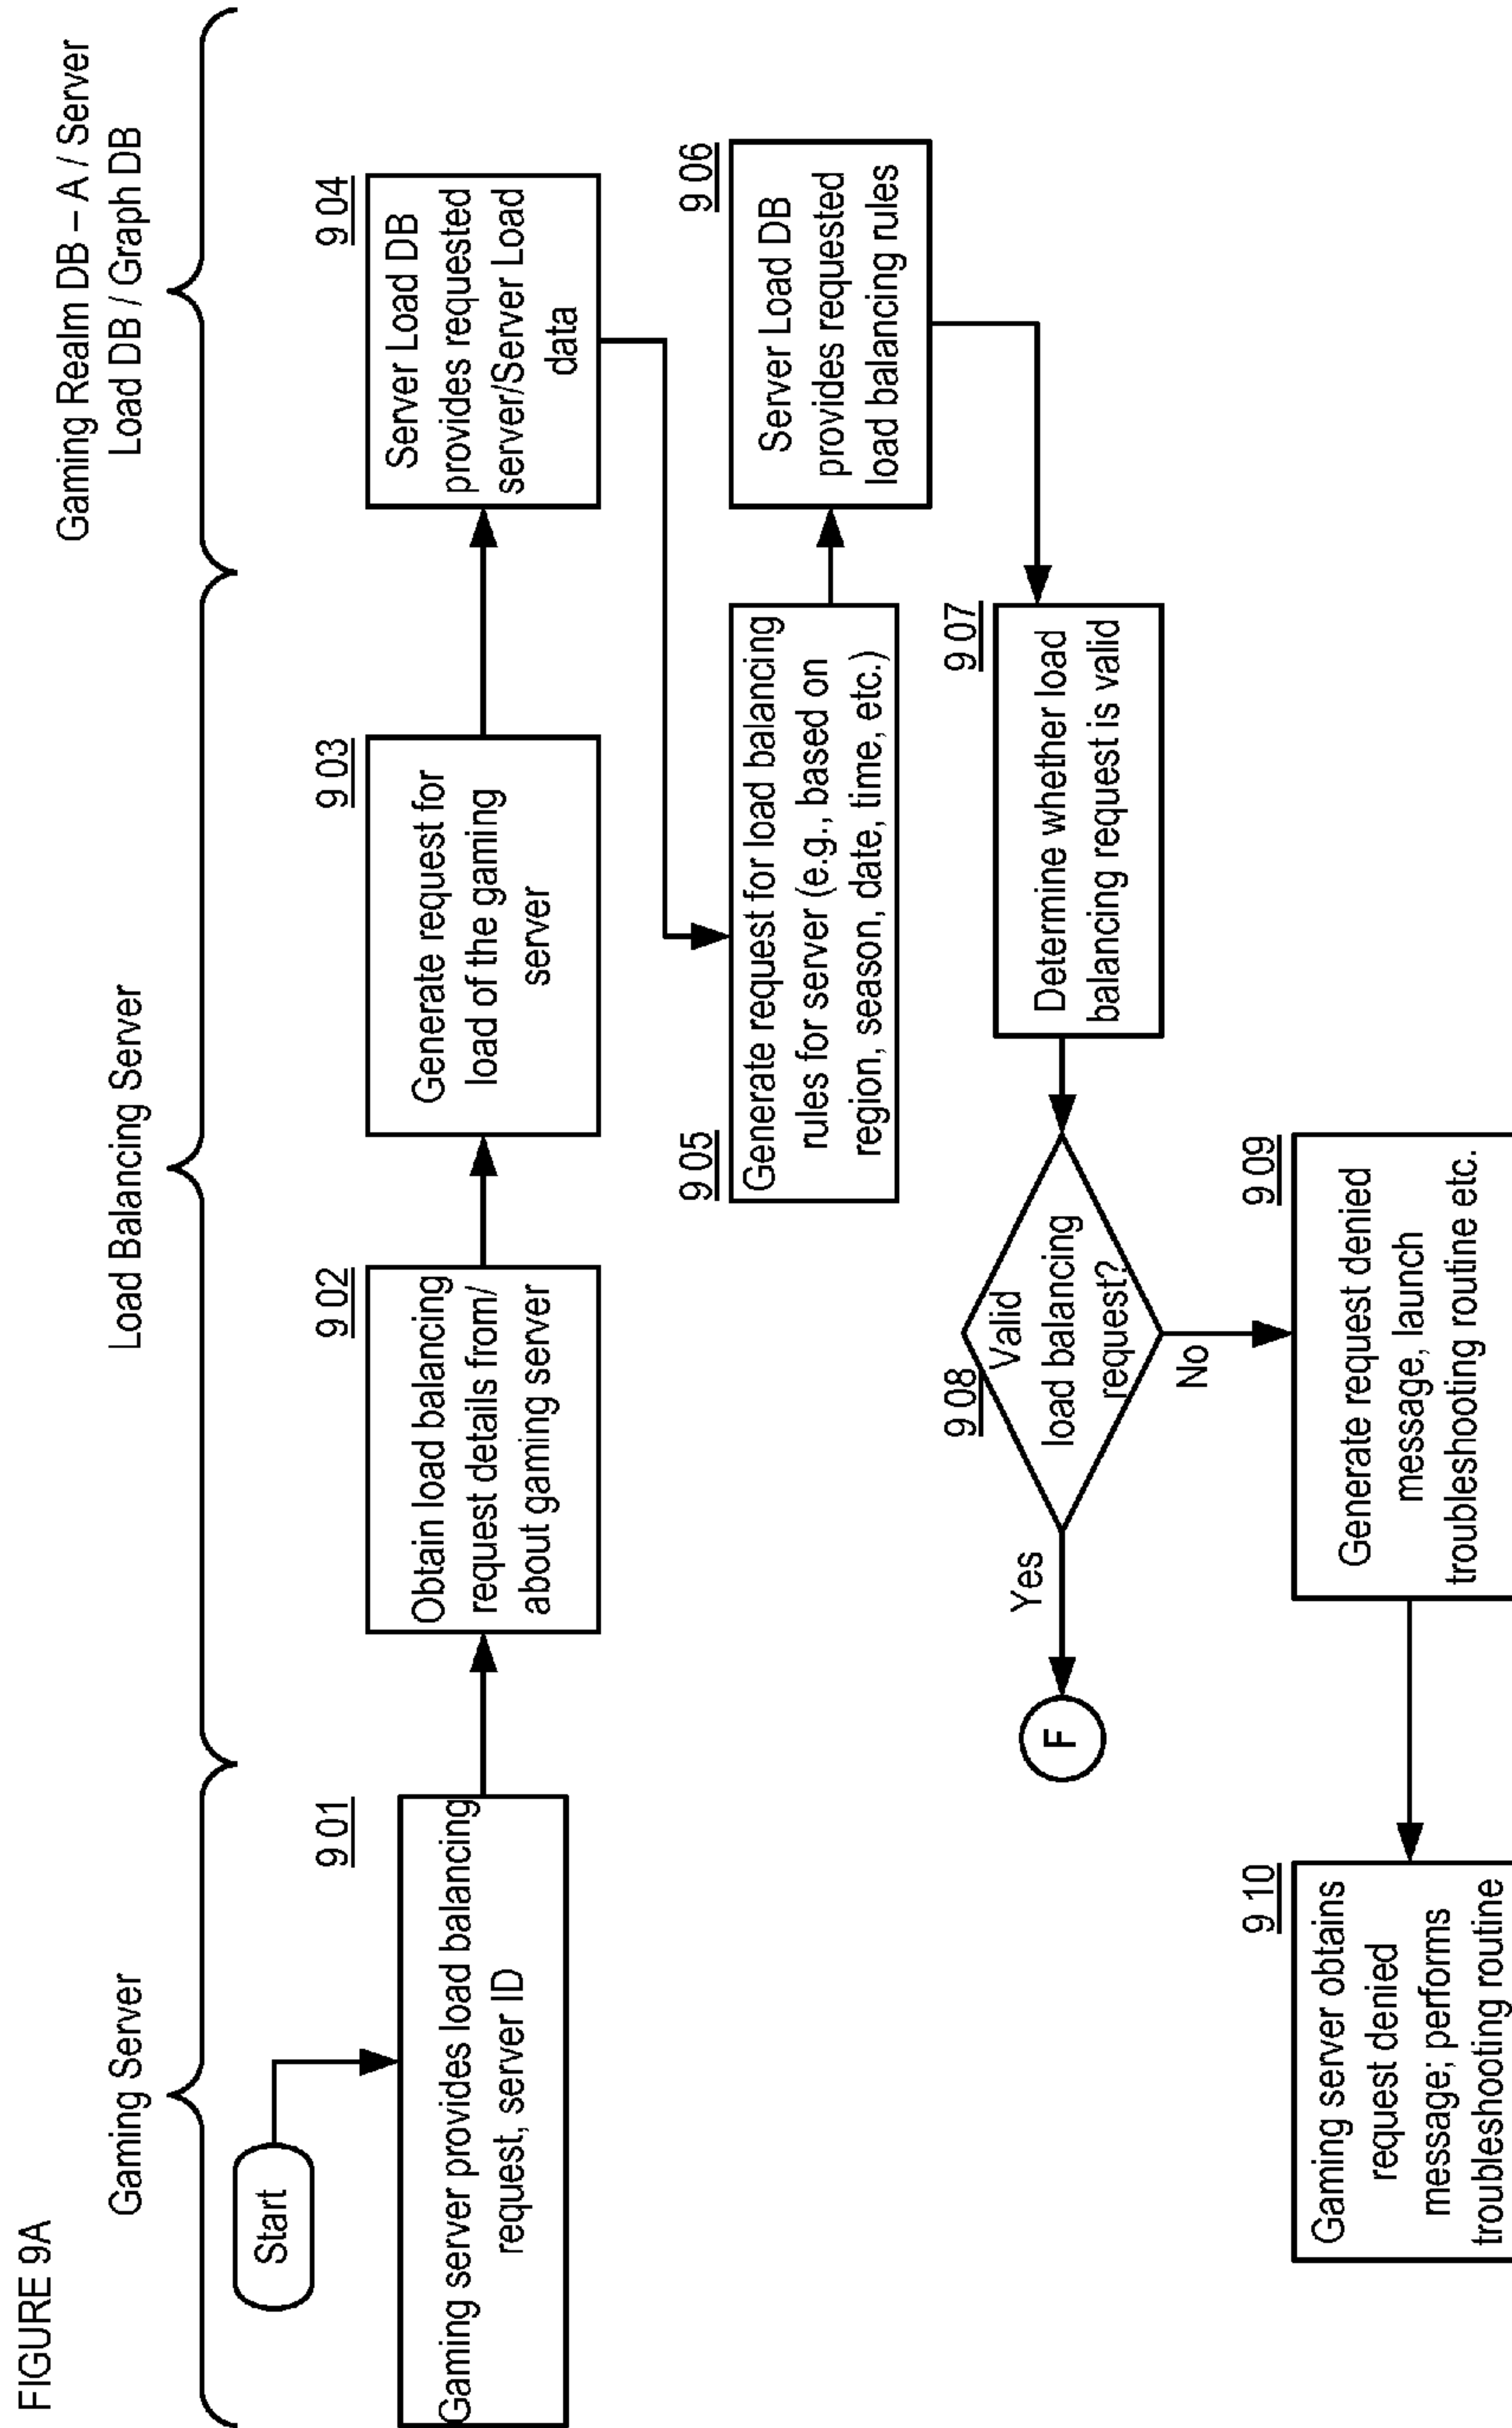 FIGURE 9A
Gaming Server
Load Balancing Server
Gaming Realm DB – A / Server
Load DB / Graph DB
Start
9 01
Gaming server provides load balancing
request, server ID
9 02
Obtain load balancing
request details from/
about gaming server
9 03
Generate request for
load of the gaming
server
9 04
Server Load DB
provides requested
server/Server Load
data
9 05
Generate request for load balancing
rules for server (e.g., based on
region, season, date, time, etc.)
9 06
Server Load DB
provides requested
load balancing rules
9 07
Determine whether load
balancing request is valid
9 08
Valid
load balancing
request?
Yes
F
No
9 09
Generate request denied
message, launch
troubleshooting routine etc.
9 10
Gaming server obtains
request denied
message; performs
troubleshooting routine